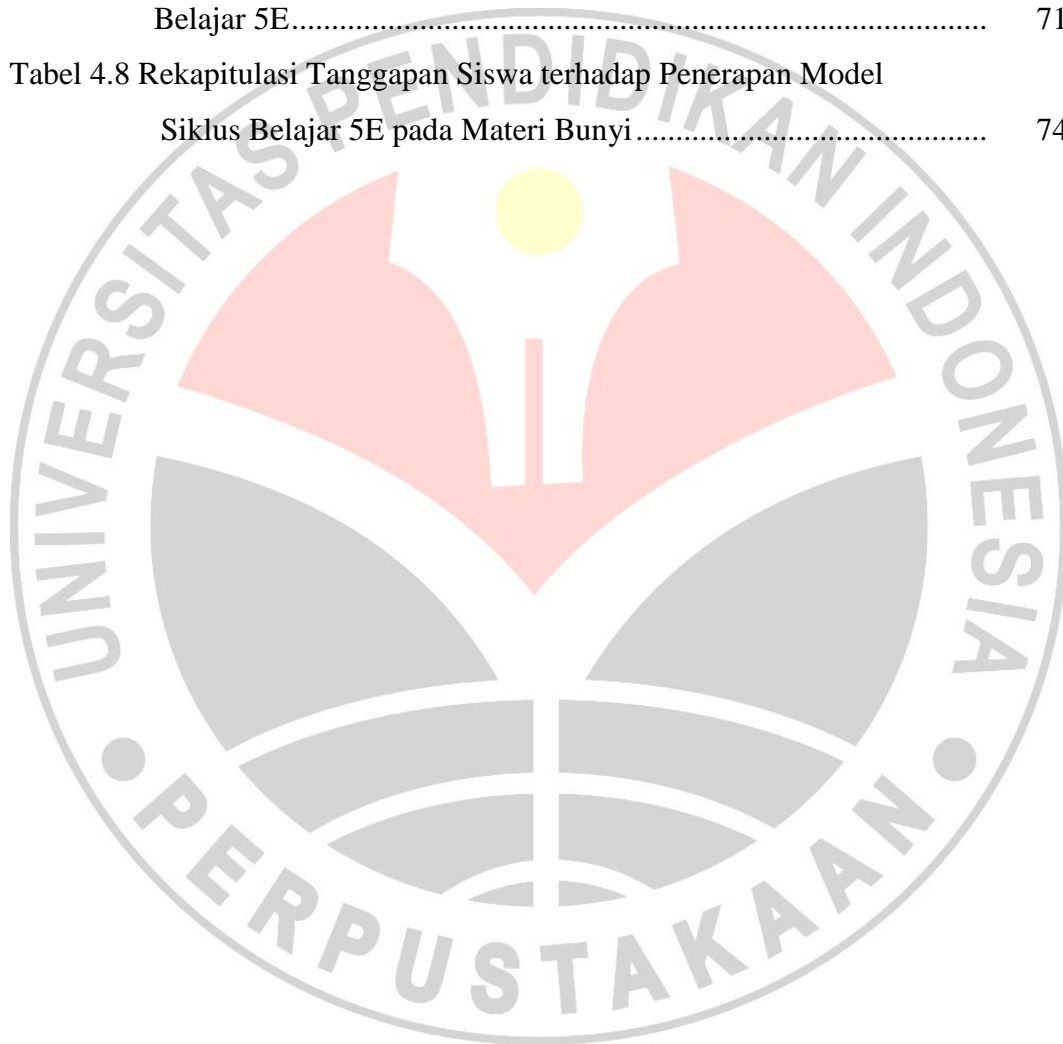 Belajar 5E........................................................................................ 71
Tabel 4.8 Rekapitulasi Tanggapan Siswa terhadap Penerapan Model
Siklus Belajar 5E pada Materi Bunyi............................................ 74
UNIVERSITAS PENDIDIKAN INDONESIA
PERPUSTAKAAN